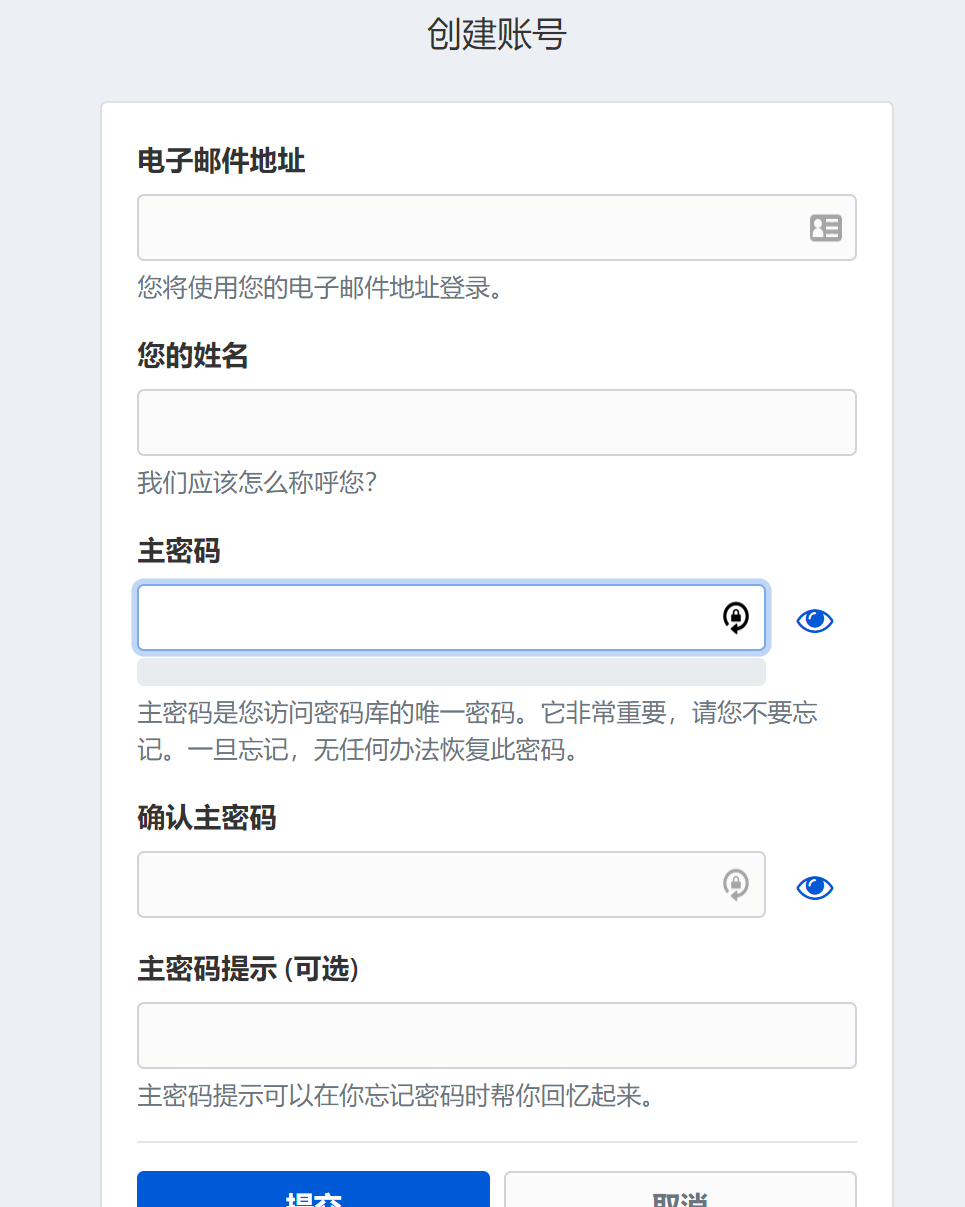 创建账号
电子邮件地址
您将使用您的电子邮件地址登录。
您的姓名
我们应该怎么称呼您？
主密码
主密码是您访问密码库的唯一密码。它非常重要，请您不要忘
记。一旦忘记，无任何办法恢复此密码。
确认主密码
主密码提示 (可选)
主密码提示可以在你忘记密码时帮你回忆起来。
提交
取消